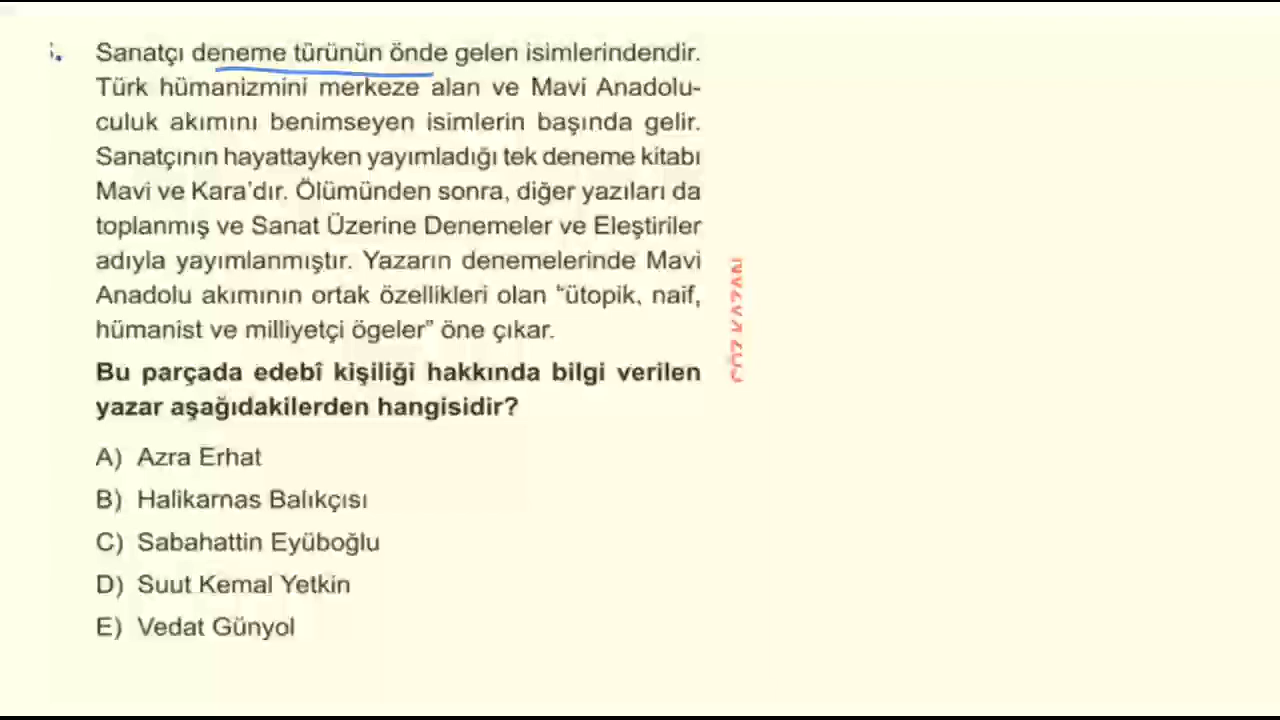 Sanatçı deneme türünün önde gelen isimlerindendir.
Türk hümanizmini merkeze alan ve Mavi Anadolu-
culuk akımını benimseyen isimlerin başında gelir.
Sanatçının hayattayken yayımladığı tek deneme kitabı
Mavi ve Kara'dır. Ölümünden sonra, diğer yazıları da
toplanmış ve Sanat Üzerine Denemeler ve Eleştiriler
adıyla yayımlanmıştır. Yazarın denemelerinde Mavi
Anadolu akımının ortak özellikleri olan “ütopik, naif,
hümanist ve milliyetçi ögeler” öne çıkar.
Bu parçada edebî kişiliği hakkında bilgi verilen
yazar aşağıdakilerden hangisidir?
A) Azra Erhat
B) Halikarnas Balıkçısı
C) Sabahattin Eyüboğlu
D) Suut Kemal Yetkin
E) Vedat Günyol